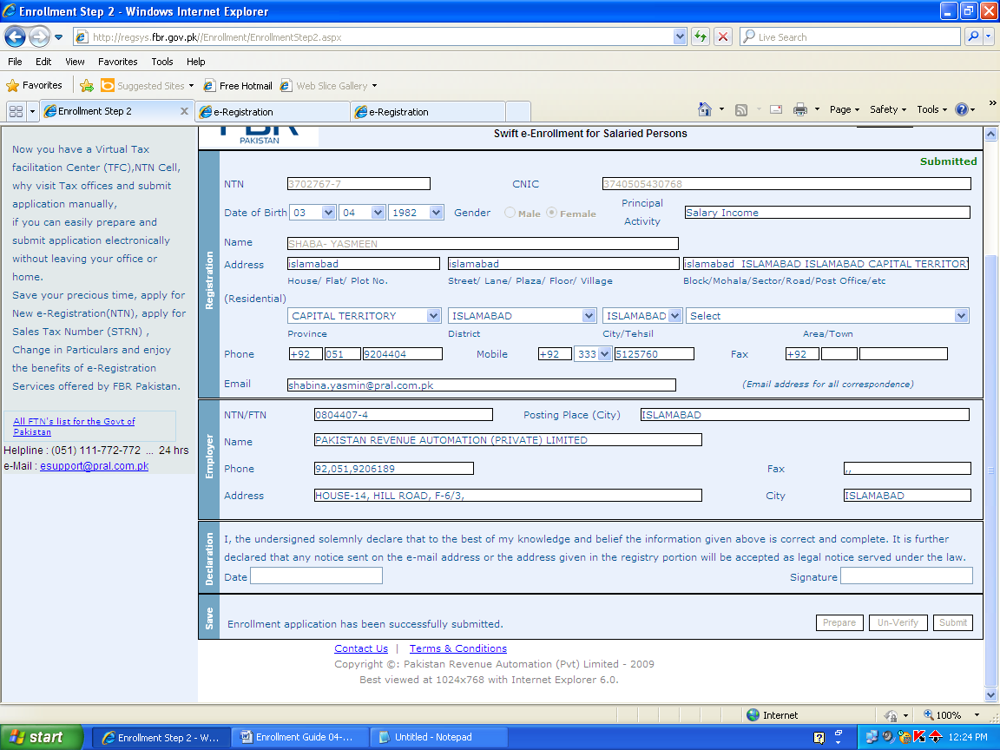 Enrollment Step 2 - Windows Internet Explorer
http://regsys.fbr.gov.pk//Enrollment/EnrollmentStep2.aspx
Live Search
File Edit View Favorites Tools Help
Favorites Suggested Sites Free Hotmail Web Slice Gallery
Enrollment Step 2 X e-Registration e-Registration Page Safety Tools »
Now you have a Virtual Tax
facilitation Center (TFC),NTN Cell,
why visit Tax offices and submit
application manually,
if you can easily prepare and
submit application electronically
without leaving your office or
home.
Save your precious time, apply for
New e-Registration(NTN), apply for
Sales Tax Number (STRN) ,
Change in Particulars and enjoy
the benefits of e-Registration
Services offered by FBR Pakistan.
All FTN's list for the Govt of
Pakistan
Helpline : (051) 111-772-772 ... 24 hrs
e-Mail : esupport@pral.com.pk
FBR
PAKISTAN
Swift e-Enrollment for Salaried Persons
Submitted
Registration
NTN 3702767-7 CNIC 3740505430768
Date of Birth 03 04 1982 Gender Male Female Principal Activity Salary Income
Name SHABA- YASMEEN
Address islamabad islamabad islamabad ISLAMABAD ISLAMABAD CAPITAL TERRITOR
House/ Flat/ Plot No. Street/ Lane/ Plaza/ Floor/ Village Block/Mohala/Sector/Road/Post Office/etc
(Residential)
CAPITAL TERRITORY ISLAMABAD ISLAMABAD Select
Province District City/Tehsil Area/Town
Phone +92 051 9204404 Mobile +92 333 5125760 Fax +92
Email shabina.yasmin@pral.com.pk (Email address for all correspondence)
Employer
NTN/FTN 0804407-4 Posting Place (City) ISLAMABAD
Name PAKISTAN REVENUE AUTOMATION (PRIVATE) LIMITED
Phone 92,051,9206189 Fax ,,
Address HOUSE-14, HILL ROAD, F-6/3, City ISLAMABAD
Declaration
I, the undersigned solemnly declare that to the best of my knowledge and belief the information given above is correct and complete. It is further
declared that any notice sent on the e-mail address or the address given in the registry portion will be accepted as legal notice served under the law.
Date Signature
Save
Enrollment application has been successfully submitted. Prepare Un-Verify Submit
Contact Us | Terms & Conditions
Copyright ©: Pakistan Revenue Automation (Pvt) Limited - 2009
Best viewed at 1024x768 with Internet Explorer 6.0.
Internet 100%
start Enrollment Step 2 - W... Enrollment Guide 04-... Untitled - Notepad 12:24 PM